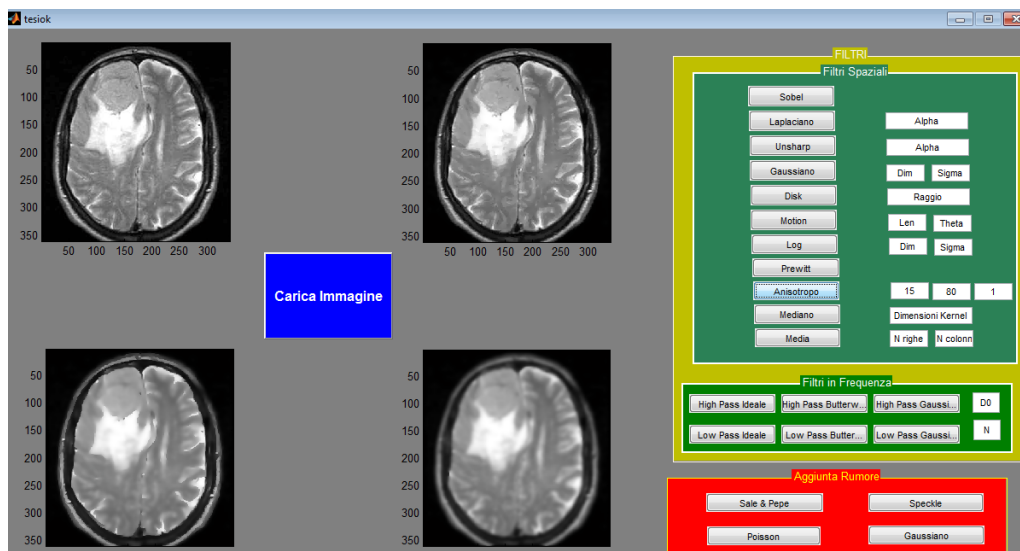 tesiok
50
100
150
200
250
300
350
50 100 150 200 250 300
50
100
150
200
250
300
350
50 100 150 200 250 300
Carica Immagine
50
100
150
200
250
300
350
50
100
150
200
250
300
350
FILTRI
Filtri Spaziali
Sobel
Laplaciano Alpha
Unsharp Alpha
Gaussiano Dim Sigma
Disk Raggio
Motion Len Theta
Log Dim Sigma
Prewitt
Anisotropo 15 80 1
Mediano Dimensioni Kernel
Media N righe N colonn
Filtri in Frequenza
High Pass Ideale High Pass Butterw... High Pass Gaussi... D0
Low Pass Ideale Low Pass Butter... Low Pass Gaussi... N
Aggiunta Rumore
Sale & Pepe Speckle
Poisson Gaussiano